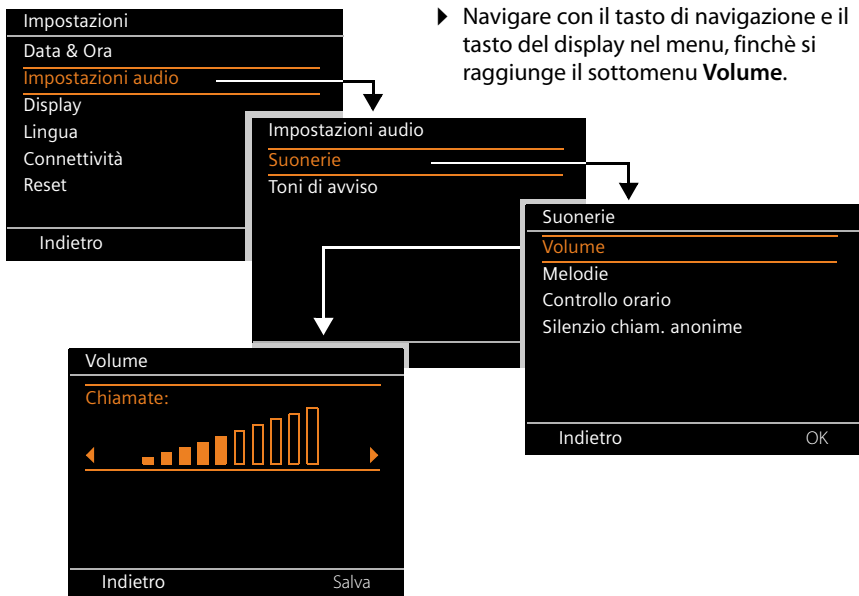 Navigare con il tasto di navigazione e il
tasto del display nel menu, finchè si
raggiunge il sottomenu Volume.
Impostazioni
Data & Ora
Impostazioni audio
Display
Lingua
Connettività
Reset
Indietro
Impostazioni audio
Suonerie
Toni di avviso
Suonerie
Volume
Melodie
Controllo orario
Silenzio chiam. anonime
Indietro OK
Volume
Chiamate:
Indietro Salva